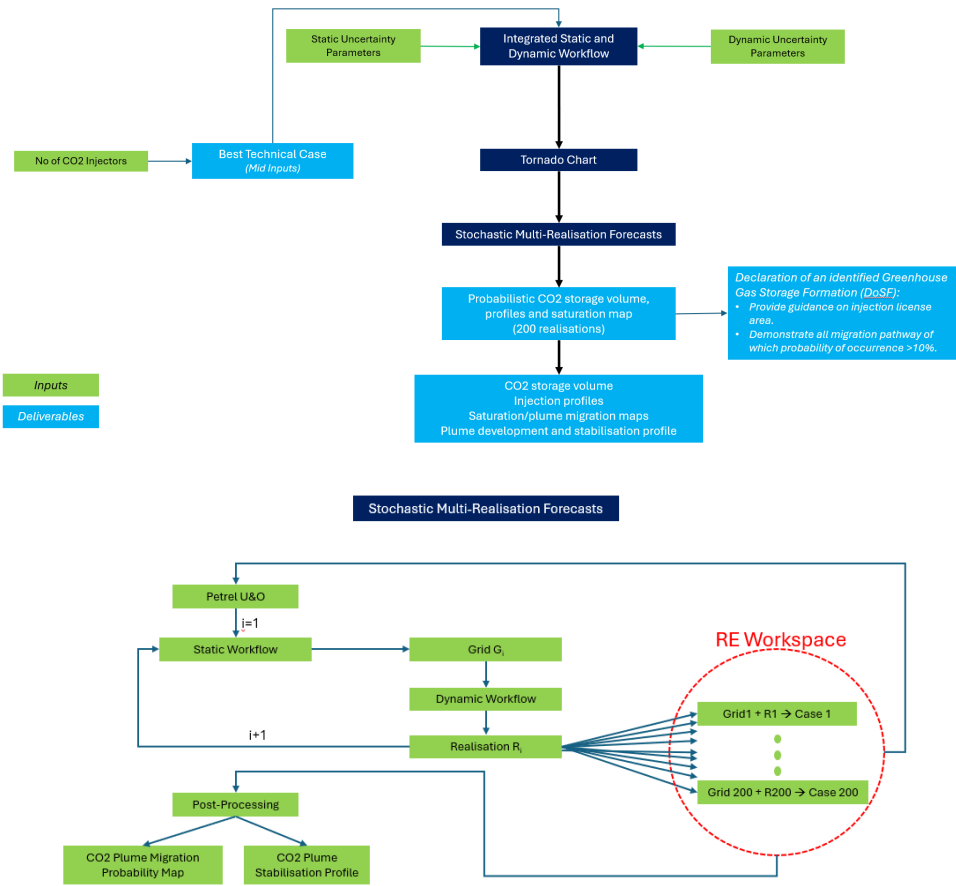 Static Uncertainty
Parameters
Integrated Static and
Dynamic Workflow
Dynamic Uncertainty
Parameters
No of CO2 Injectors
Best Technical Case
(Mid Inputs)
Tornado Chart
Stochastic Multi-Realisation Forecasts
Probabilistic CO2 storage volume,
profiles and saturation map
(200 realisations)
Declaration of an identified Greenhouse
Gas Storage Formation (DoSF):
• Provide guidance on injection license
area.
• Demonstrate all migration pathway of
which probability of occurrence >10%.
Inputs
Deliverables
CO2 storage volume
Injection profiles
Saturation/plume migration maps
Plume development and stabilisation profile
Stochastic Multi-Realisation Forecasts
Petrel U&O
i=1
Static Workflow
Grid Gi
Dynamic Workflow
i+1
Realisation Ri
RE Workspace
Grid1 + R1 → Case 1
Grid 200 + R200 → Case 200
Post-Processing
CO2 Plume Migration
Probability Map
CO2 Plume
Stabilisation Profile